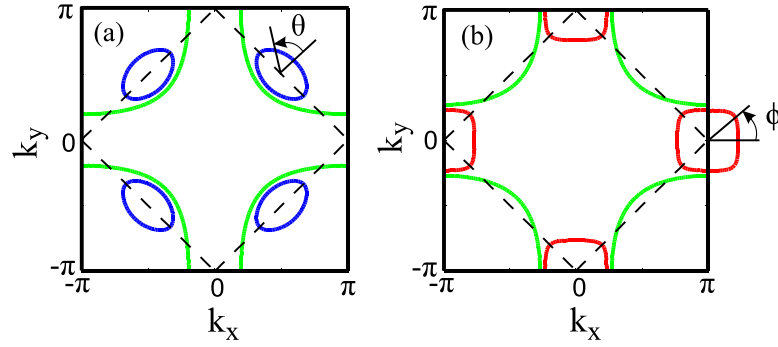 (a) θ (b)
π π
k_y 0 k_y 0 ϕ
-π -π
-π 0 π -π 0 π
k_x k_x